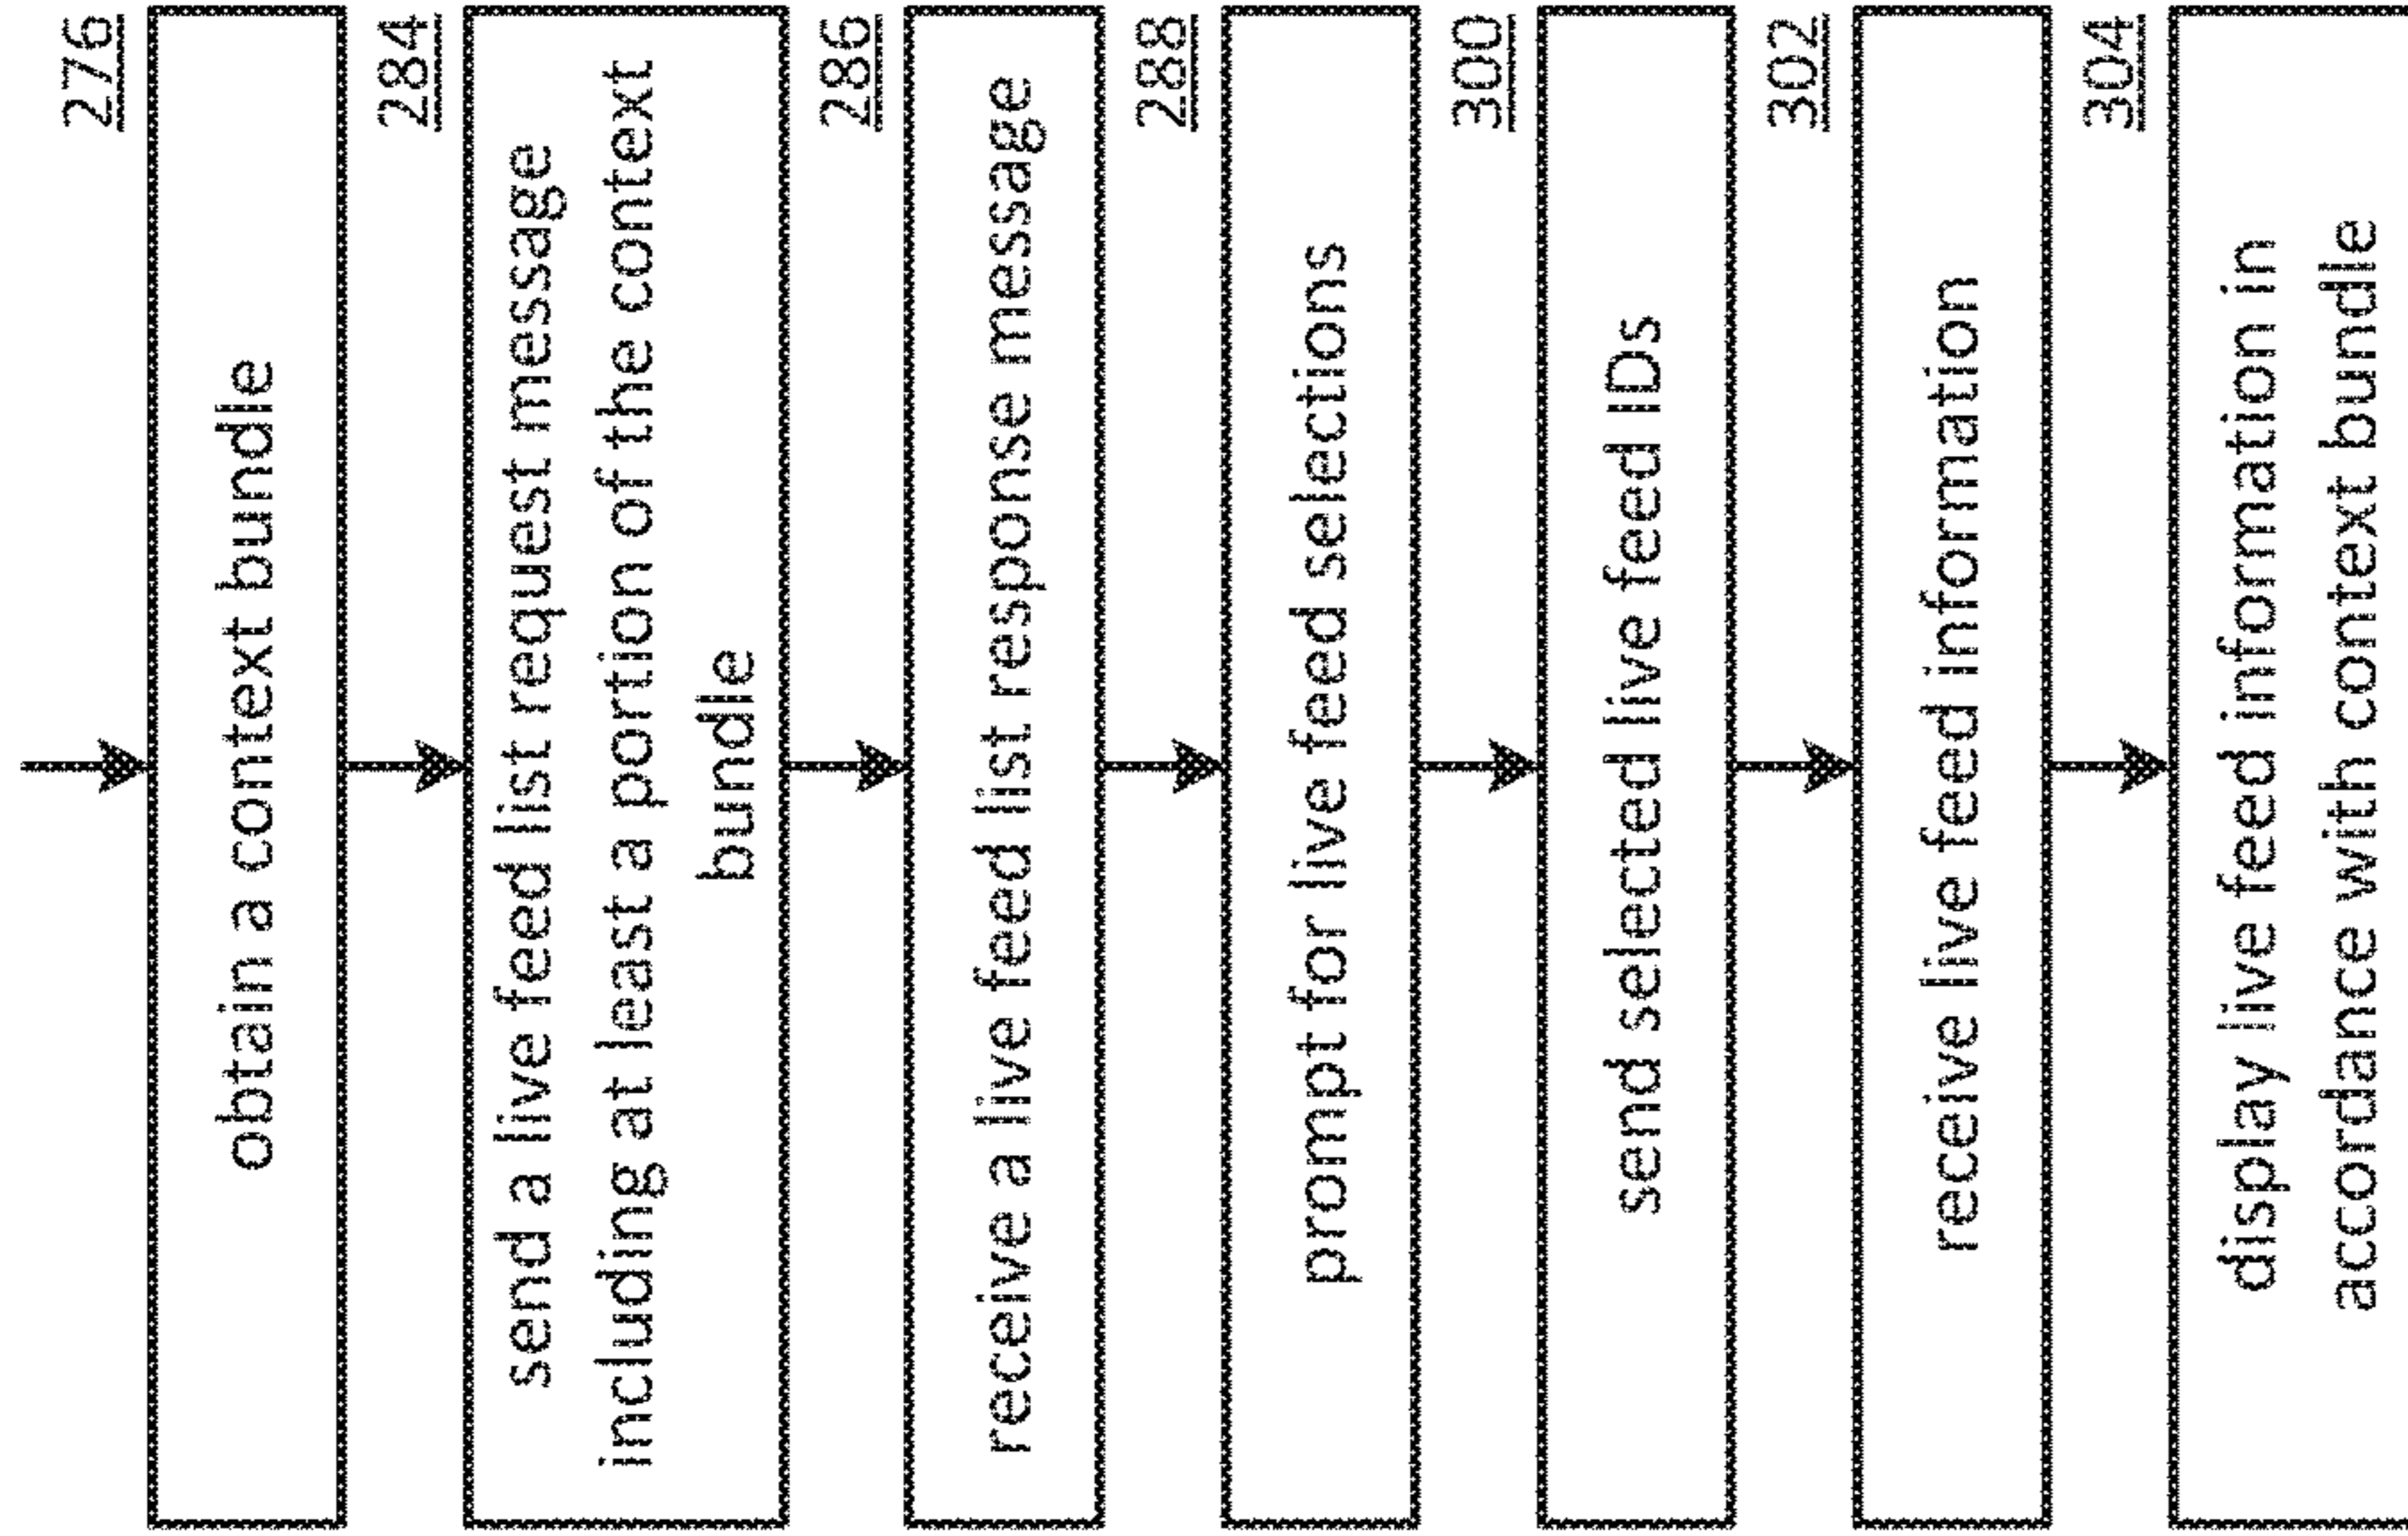 276
obtain a context bundle
284
send a live feed list request message
including at least a portion of the context
bundle
286
receive a live feed list response message
288
prompt for live feed selections
300
send selected live feed IDs
302
receive live feed information
304
display live feed information in
accordance with context bundle